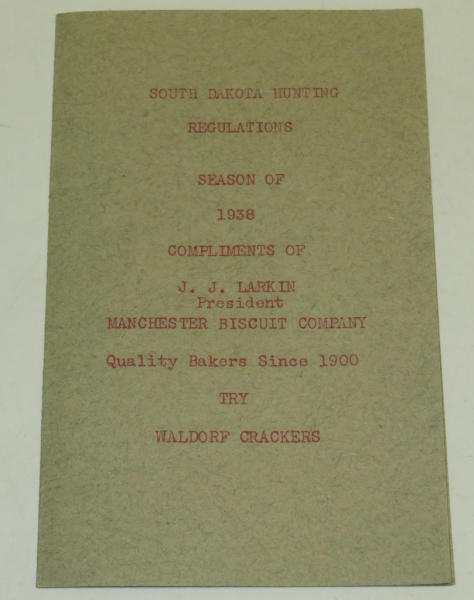 SOUTH DAKOTA HUNTING
REGULATIONS
SEASON OF
1938
COMPLIMENTS OF
J. J. LARKIN
President
MANCHESTER BISCUIT COMPANY
Quality Bakers Since 1900
TRY
WALDORF CRACKERS